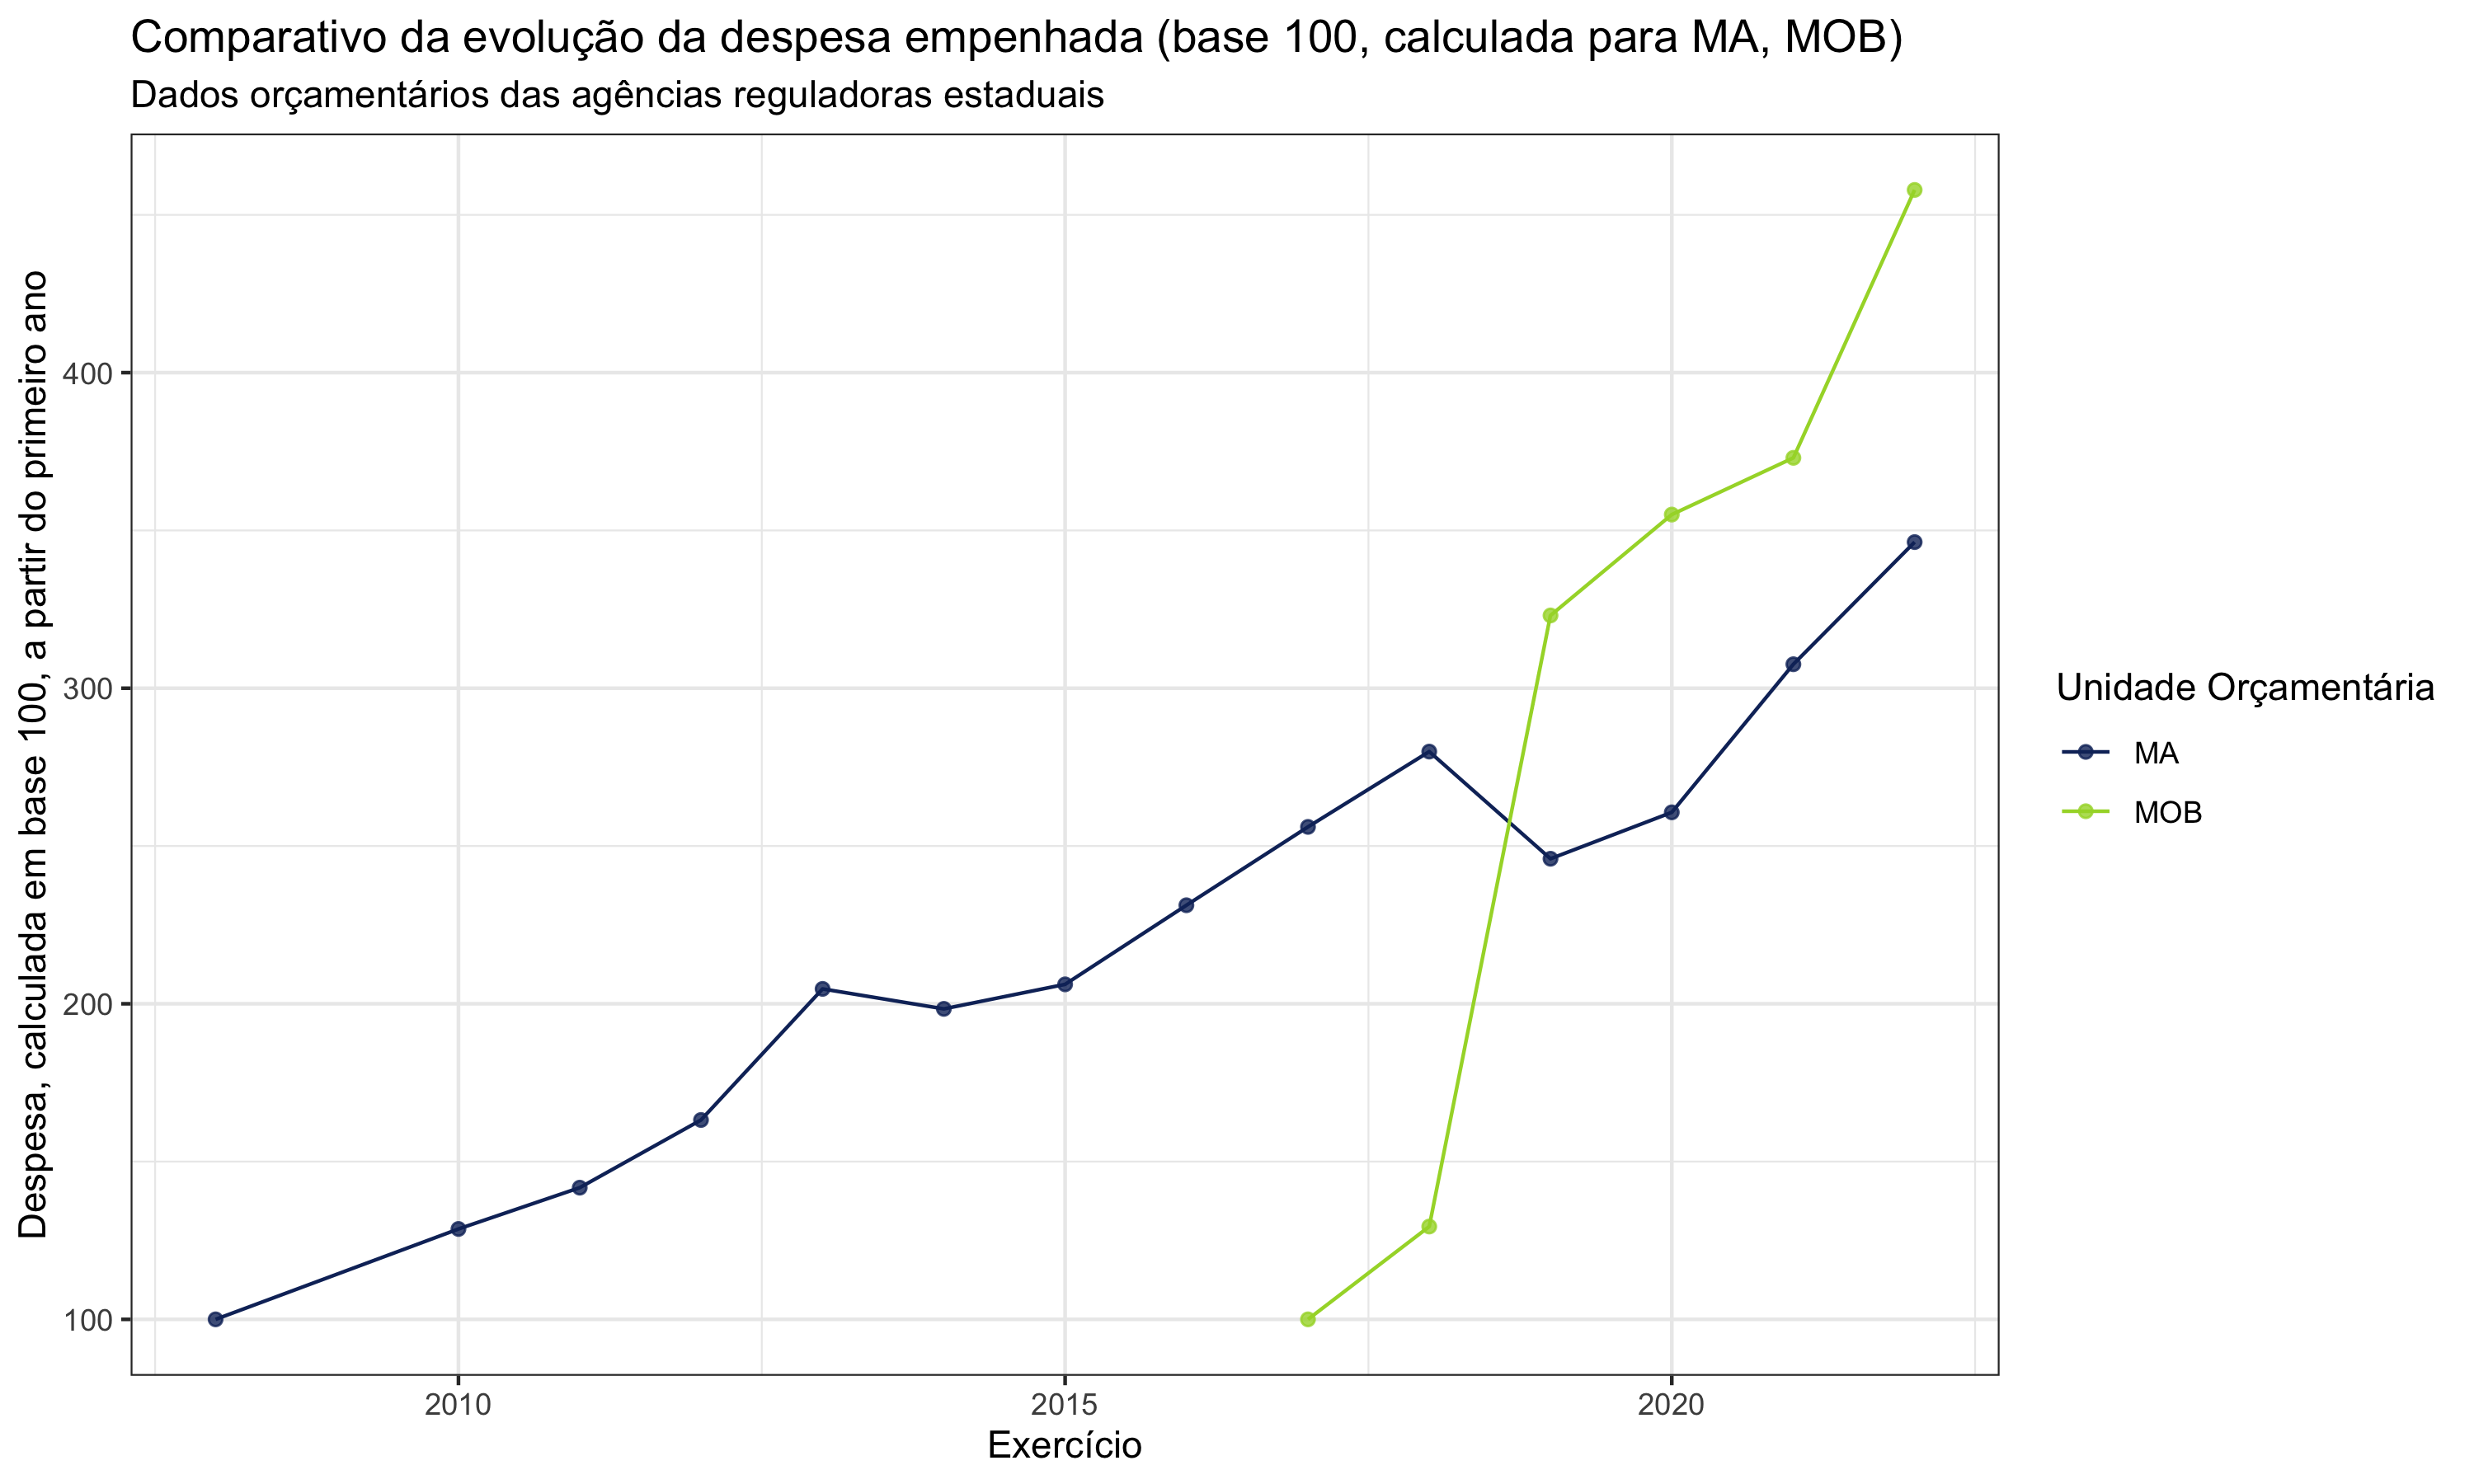 Comparativo da evolução da despesa empenhada (base 100, calculada para MA, MOB)
Dados orçamentários das agências reguladoras estaduais
Despesa, calculada em base 100, a partir do primeiro ano
400
300
200
100
2010
2015
2020
Exercício
Unidade Orçamentária
MA
MOB